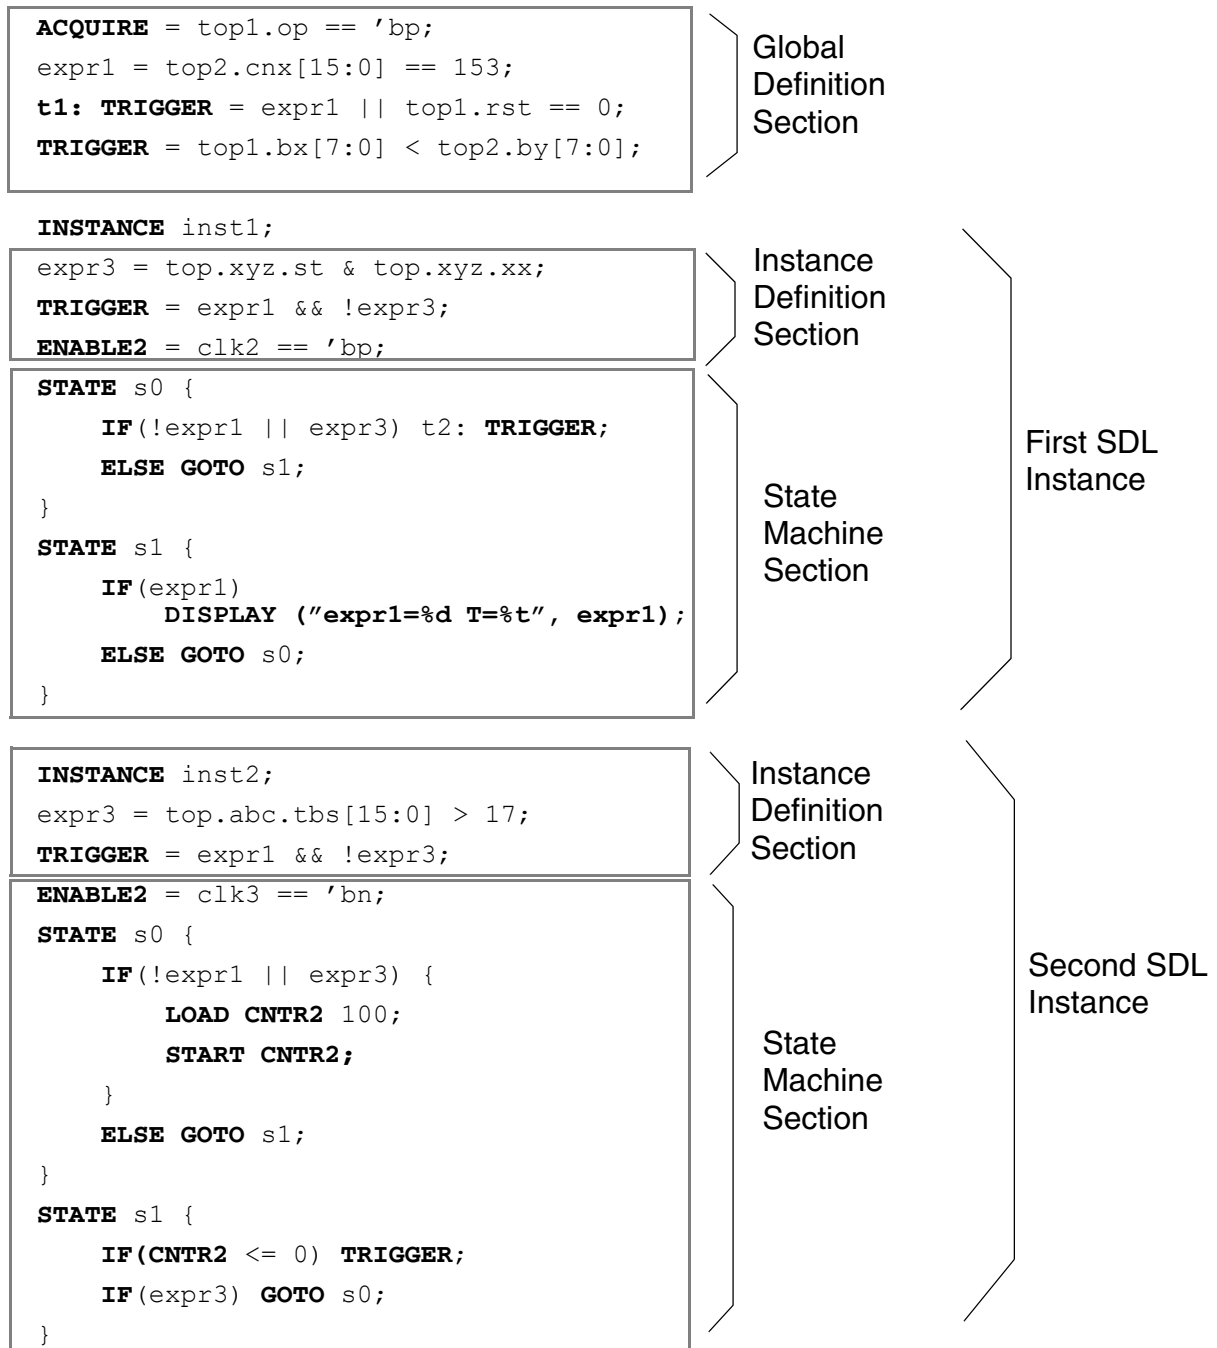 ACQUIRE = top1.op == ’bp;
expr1 = top2.cnx[15:0] == 153;
t1: TRIGGER = expr1 || top1.rst == 0;
TRIGGER = top1.bx[7:0] < top2.by[7:0];
Global
Definition
Section
INSTANCE inst1;
expr3 = top.xyz.st & top.xyz.xx;
TRIGGER = expr1 && !expr3;
ENABLE2 = clk2 == ’bp;
Instance
Definition
Section
STATE s0 {
IF(!expr1 || expr3) t2: TRIGGER;
ELSE GOTO s1;
}
STATE s1 {
IF(expr1)
DISPLAY (”expr1=%d T=%t”, expr1);
ELSE GOTO s0;
}
State
Machine
Section
First SDL
Instance
INSTANCE inst2;
expr3 = top.abc.tbs[15:0] > 17;
TRIGGER = expr1 && !expr3;
Instance
Definition
Section
ENABLE2 = clk3 == ’bn;
STATE s0 {
IF(!expr1 || expr3) {
LOAD CNTR2 100;
START CNTR2;
}
ELSE GOTO s1;
}
STATE s1 {
IF(CNTR2 <= 0) TRIGGER;
IF(expr3) GOTO s0;
}
State
Machine
Section
Second SDL
Instance